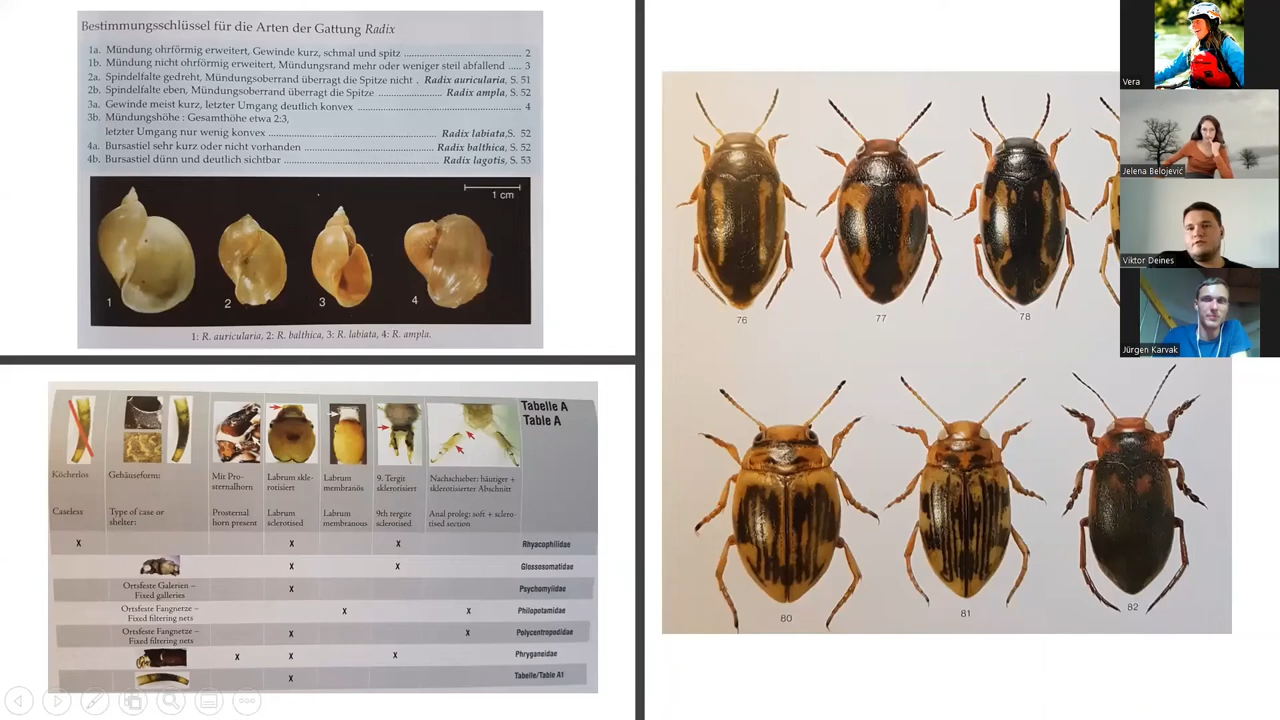 Bestimmungsschlüssel für die Arten der Gattung Radix
1a. Mündung ohrförmig erweitert, Gewinde kurz, schmal und spitz ........ 2
1b. Mündung nicht ohrförmig erweitert, Mündungsrand mehr oder weniger steil abfallend ..... 3
2a. Spindelfalte gedreht, Mündungsoberrand überragt die Spitze nicht . Radix auricularia, S. 51
2b. Spindelfalte eben, Mündungsoberrand überragt die Spitze ........ Radix ampla, S. 52
3a. Gewinde meist kurz, letzter Umgang deutlich konvex ........ 4
3b. Mündungshöhe : Gesamthöhe etwa 2:3,
letzter Umgang nur wenig konvex ........ Radix labiata, S. 52
4a. Bursastiel sehr kurz oder nicht vorhanden ........ Radix balthica, S. 52
4b. Bursastiel dünn und deutlich sichtbar ........ Radix lagotis, S. 53
1 cm
1 2 3 4
1: R. auricularia, 2: R. balthica, 3: R. labiata, 4: R. ampla.
Tabelle A
Table A
Köcherlos
Gehäuseform:
Mit Pro-
sternalhorn
Labrum skle-
rotisiert
Labrum
membranös
9. Tergit
sklerotisiert
Nachschieber: häutiger +
sklerotisierter Abschnitt
Caseless
Type of case or
shelter:
Prosternal
horn present
Labrum
sclerotised
Labrum
membranous
9th tergite
sclerotised
Anal proleg: soft + sclero-
tised section
X X X Rhyacophilidae
X X Glossosomatidae
Ortsfeste Galerien –
Fixed galleries
X Psychomyiidae
Ortsfeste Fangnetze –
Fixed filtering nets
X X Philopotamidae
Ortsfeste Fangnetze –
Fixed filtering nets
X X Polycentropodidae
X X X Phryganeidae
X Tabelle/Table A1
76 77 78
80 81 82
Vera
Jelena Belojević
Viktor Deines
Jürgen Karvak